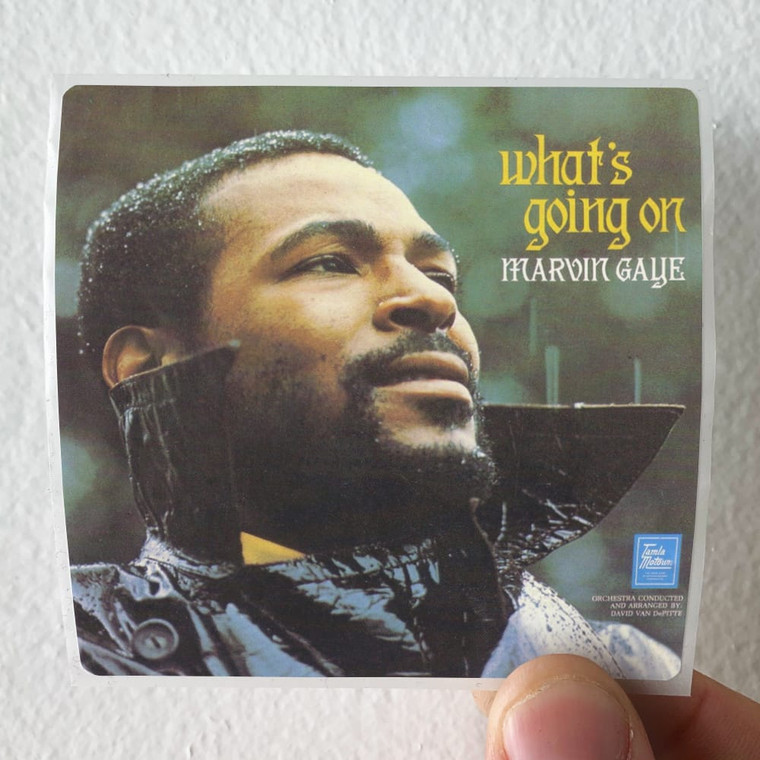 what's
going on
MARVIN GAYE
Tamla
Motown
ORCHESTRA CONDUCTED
AND ARRANGED BY:
DAVID VAN DePITTE